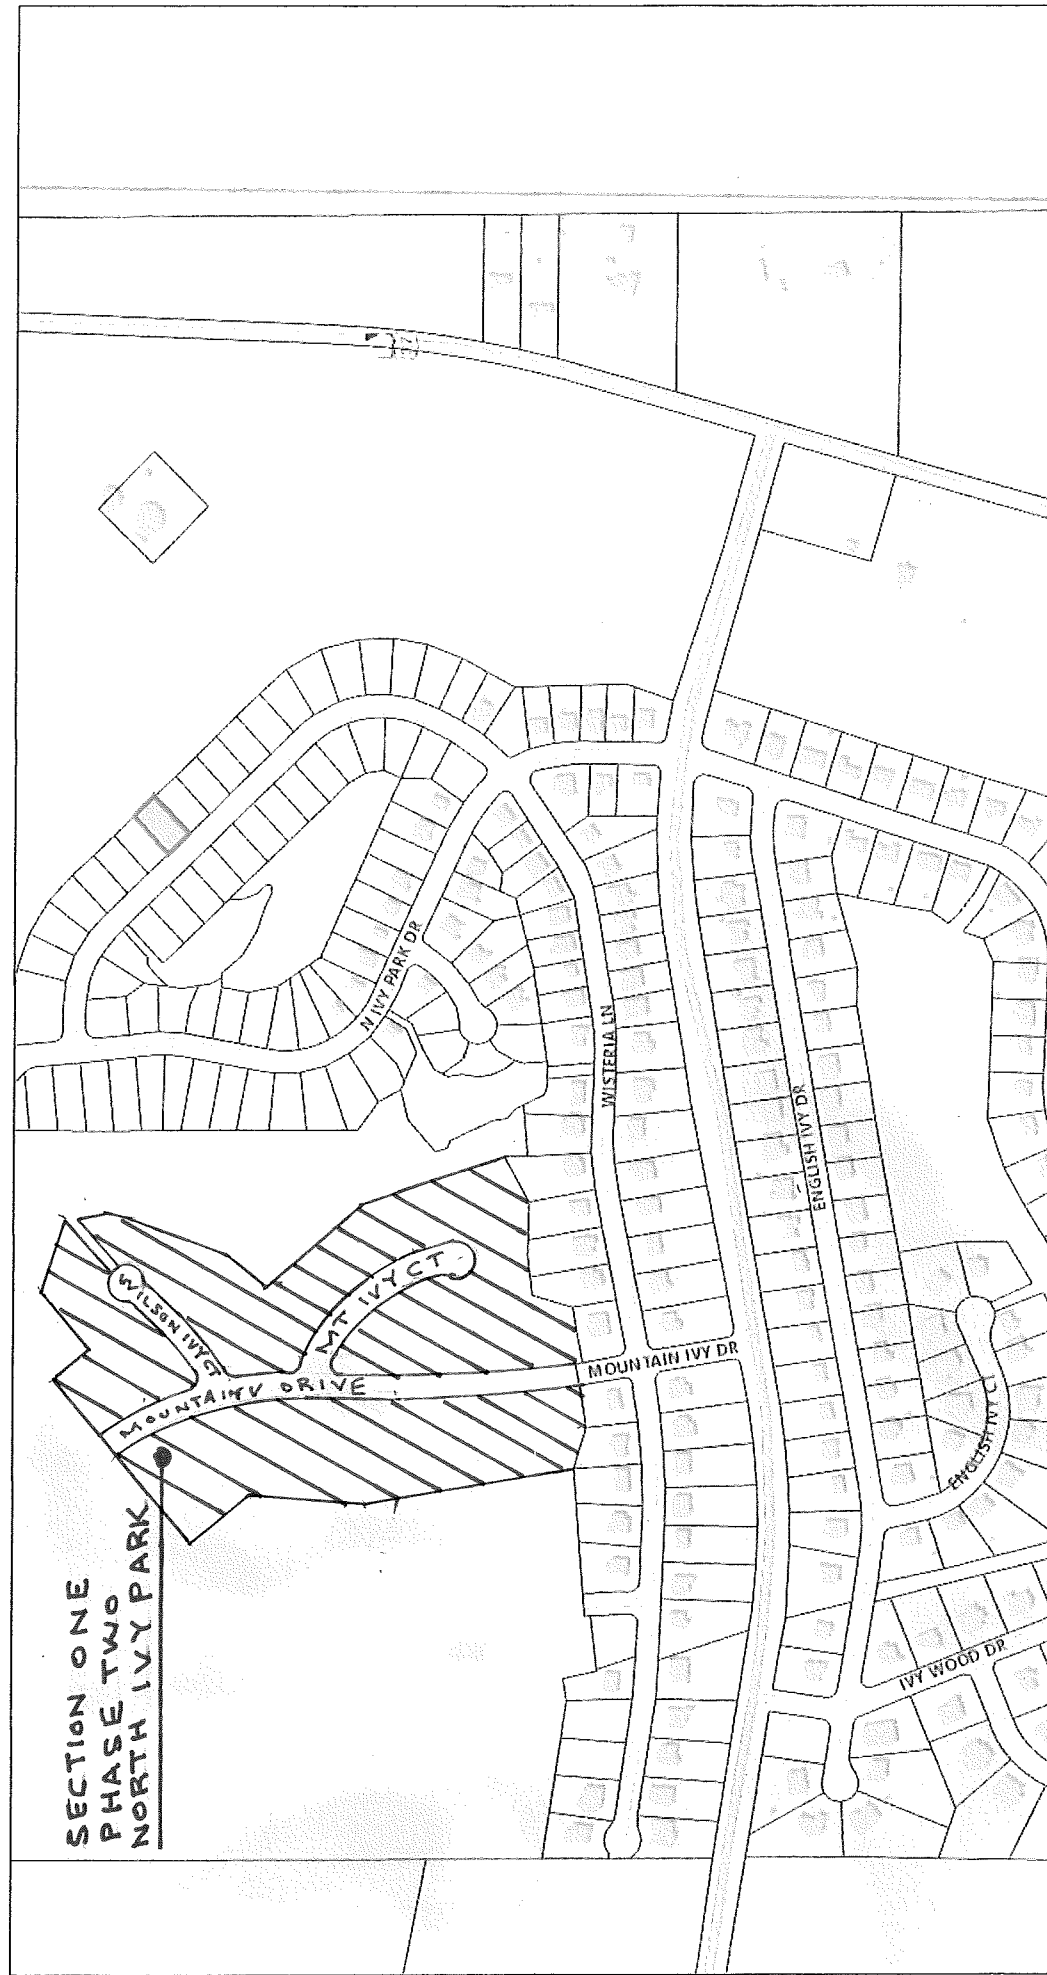 SECTION ONE
PHASE TWO
NORTH IVY PARK
WILSON IVY CT
MT IVY CT
MOUNTAIN IV DRIVE
MOUNTAIN IVY DR
N IVY PARK DR
WISTERIA LN
ENGLISH IVY DR
ENGLISH IVY CT
IVY WOOD DR